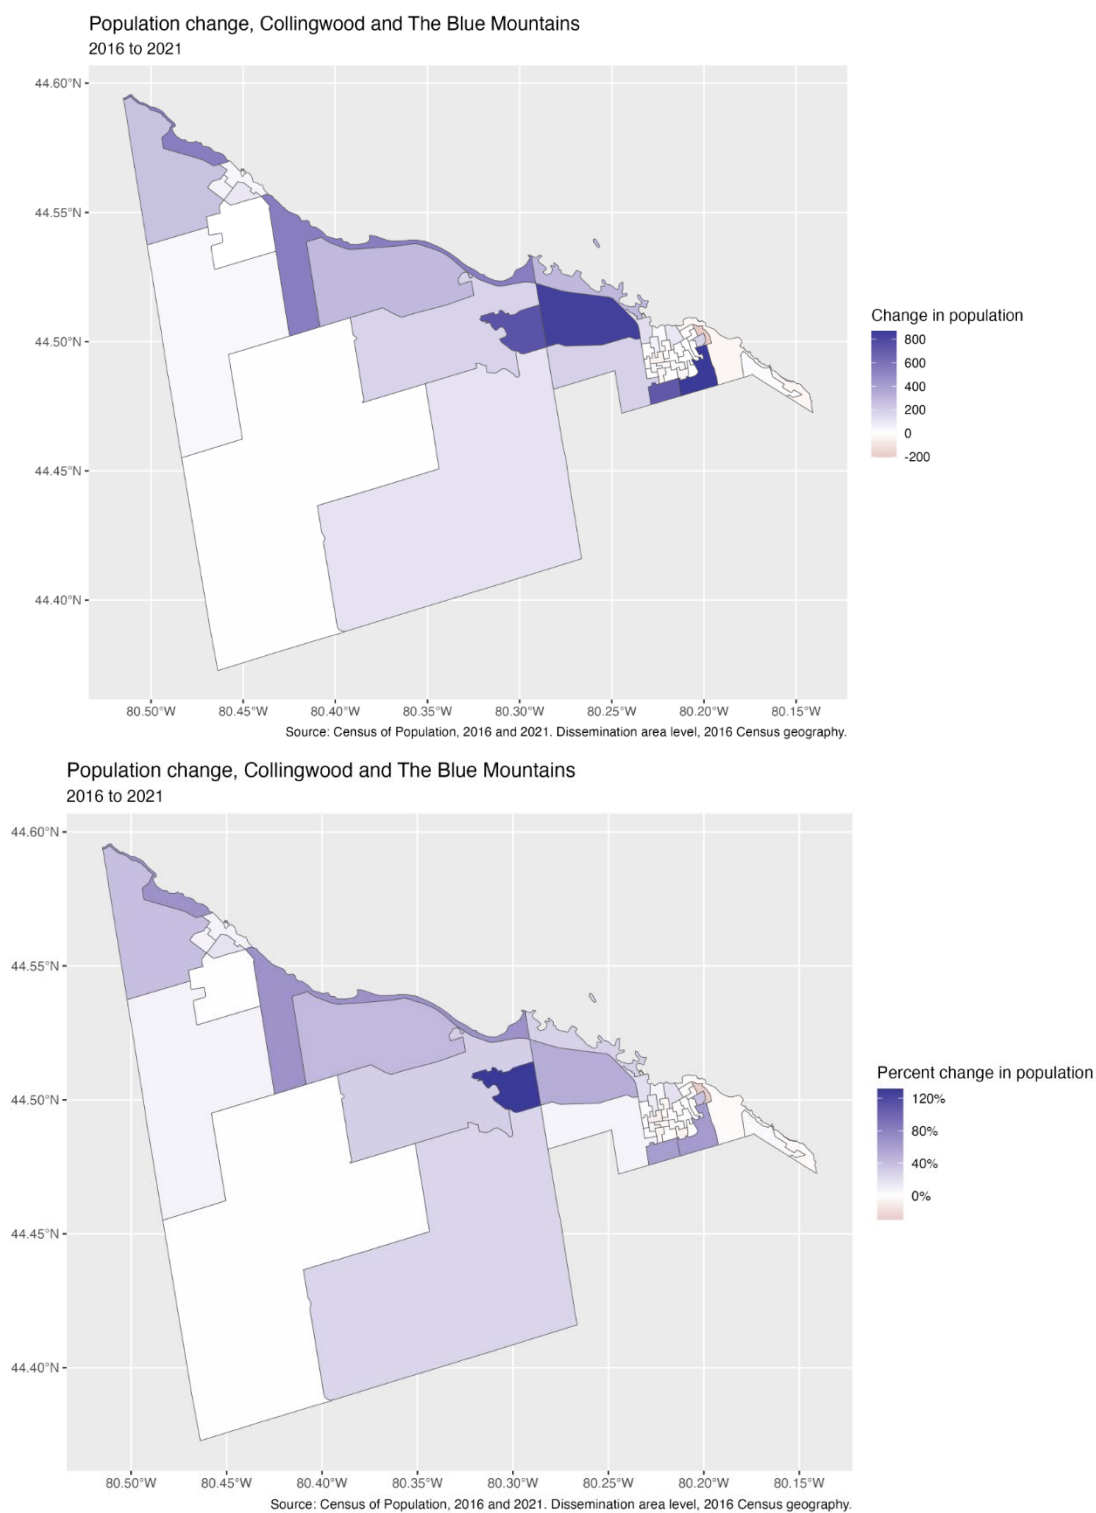 Population change, Collingwood and The Blue Mountains
2016 to 2021
44.60°N
44.55°N
44.50°N
44.45°N
44.40°N
80.50°W 80.45°W 80.40°W 80.35°W 80.30°W 80.25°W 80.20°W 80.15°W
Change in population
800
600
400
200
0
-200
Source: Census of Population, 2016 and 2021. Dissemination area level, 2016 Census geography.
Population change, Collingwood and The Blue Mountains
2016 to 2021
44.60°N
44.55°N
44.50°N
44.45°N
44.40°N
80.50°W 80.45°W 80.40°W 80.35°W 80.30°W 80.25°W 80.20°W 80.15°W
Percent change in population
120%
80%
40%
0%
Source: Census of Population, 2016 and 2021. Dissemination area level, 2016 Census geography.